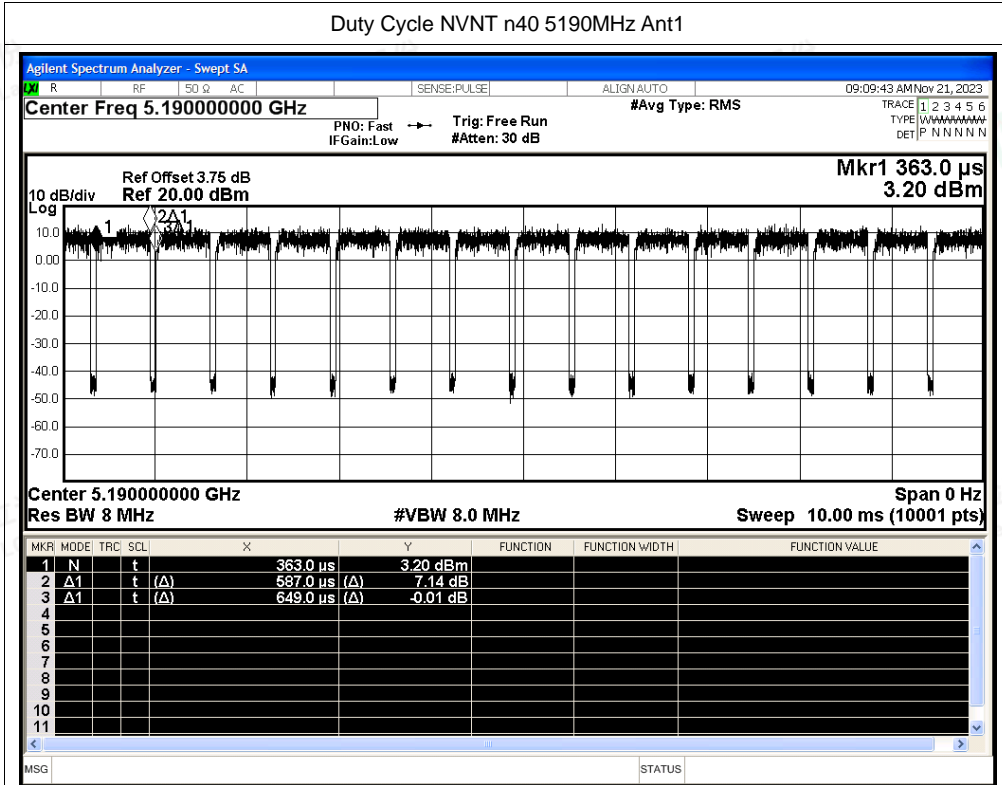 Duty Cycle NVNT n40 5190MHz Ant1
Agilent Spectrum Analyzer - Swept SA
LXI R RF 50 Ω AC SENSE:PULSE ALIGN AUTO 09:09:43 AM Nov 21, 2023
Center Freq 5.190000000 GHz #Avg Type: RMS TRACE 1 2 3 4 5 6
PNO: Fast Trig: Free Run TYPE WWWWWW
IFGain:Low #Atten: 30 dB DET P N N N N N
Mkr1 363.0 µs
Ref Offset 3.75 dB
10 dB/div Ref 20.00 dBm 3.20 dBm
Log
1 2Δ1 3Δ1
10.0
0.00
-10.0
-20.0
-30.0
-40.0
-50.0
-60.0
-70.0
Center 5.190000000 GHz Span 0 Hz
Res BW 8 MHz #VBW 8.0 MHz Sweep 10.00 ms (10001 pts)
MKR MODE TRC SCL X Y FUNCTION FUNCTION WIDTH FUNCTION VALUE
1 N t 363.0 µs 3.20 dBm
2 Δ1 t (Δ) 587.0 µs (Δ) 7.14 dB
3 Δ1 t (Δ) 649.0 µs (Δ) -0.01 dB
4
5
6
7
8
9
10
11
MSG STATUS